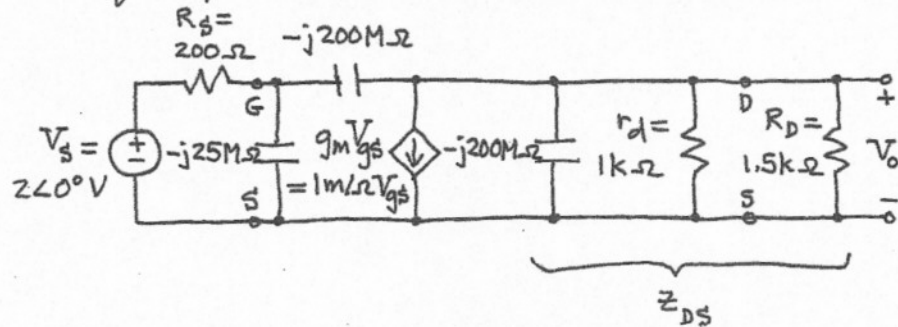 R_S =
200Ω
-j200MΩ
G
D
+
V_S =
2∠0° V
+
-
-j25MΩ
g_m V_gs
= 1m/Ω V_gs
-j200MΩ
r_d =
1kΩ
R_D =
1.5kΩ
V_o
S
S
-
Z_DS